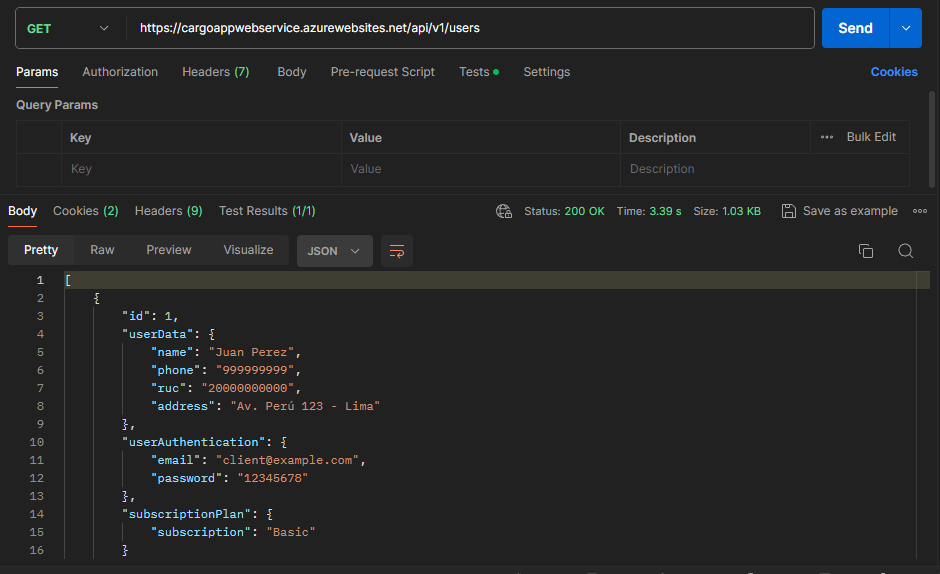 GET https://cargoappwebservice.azurewebsites.net/api/v1/users Send
Params Authorization Headers (7) Body Pre-request Script Tests Settings Cookies
Query Params
Key Value Description ••• Bulk Edit
Key Value Description
Body Cookies (2) Headers (9) Test Results (1/1) Status: 200 OK Time: 3.39 s Size: 1.03 KB Save as example •••
Pretty Raw Preview Visualize JSON
1 [
2 {
3 "id": 1,
4 "userData": {
5 "name": "Juan Perez",
6 "phone": "999999999",
7 "ruc": "20000000000",
8 "address": "Av. Perú 123 - Lima"
9 },
10 "userAuthentication": {
11 "email": "client@example.com",
12 "password": "12345678"
13 },
14 "subscriptionPlan": {
15 "subscription": "Basic"
16 }